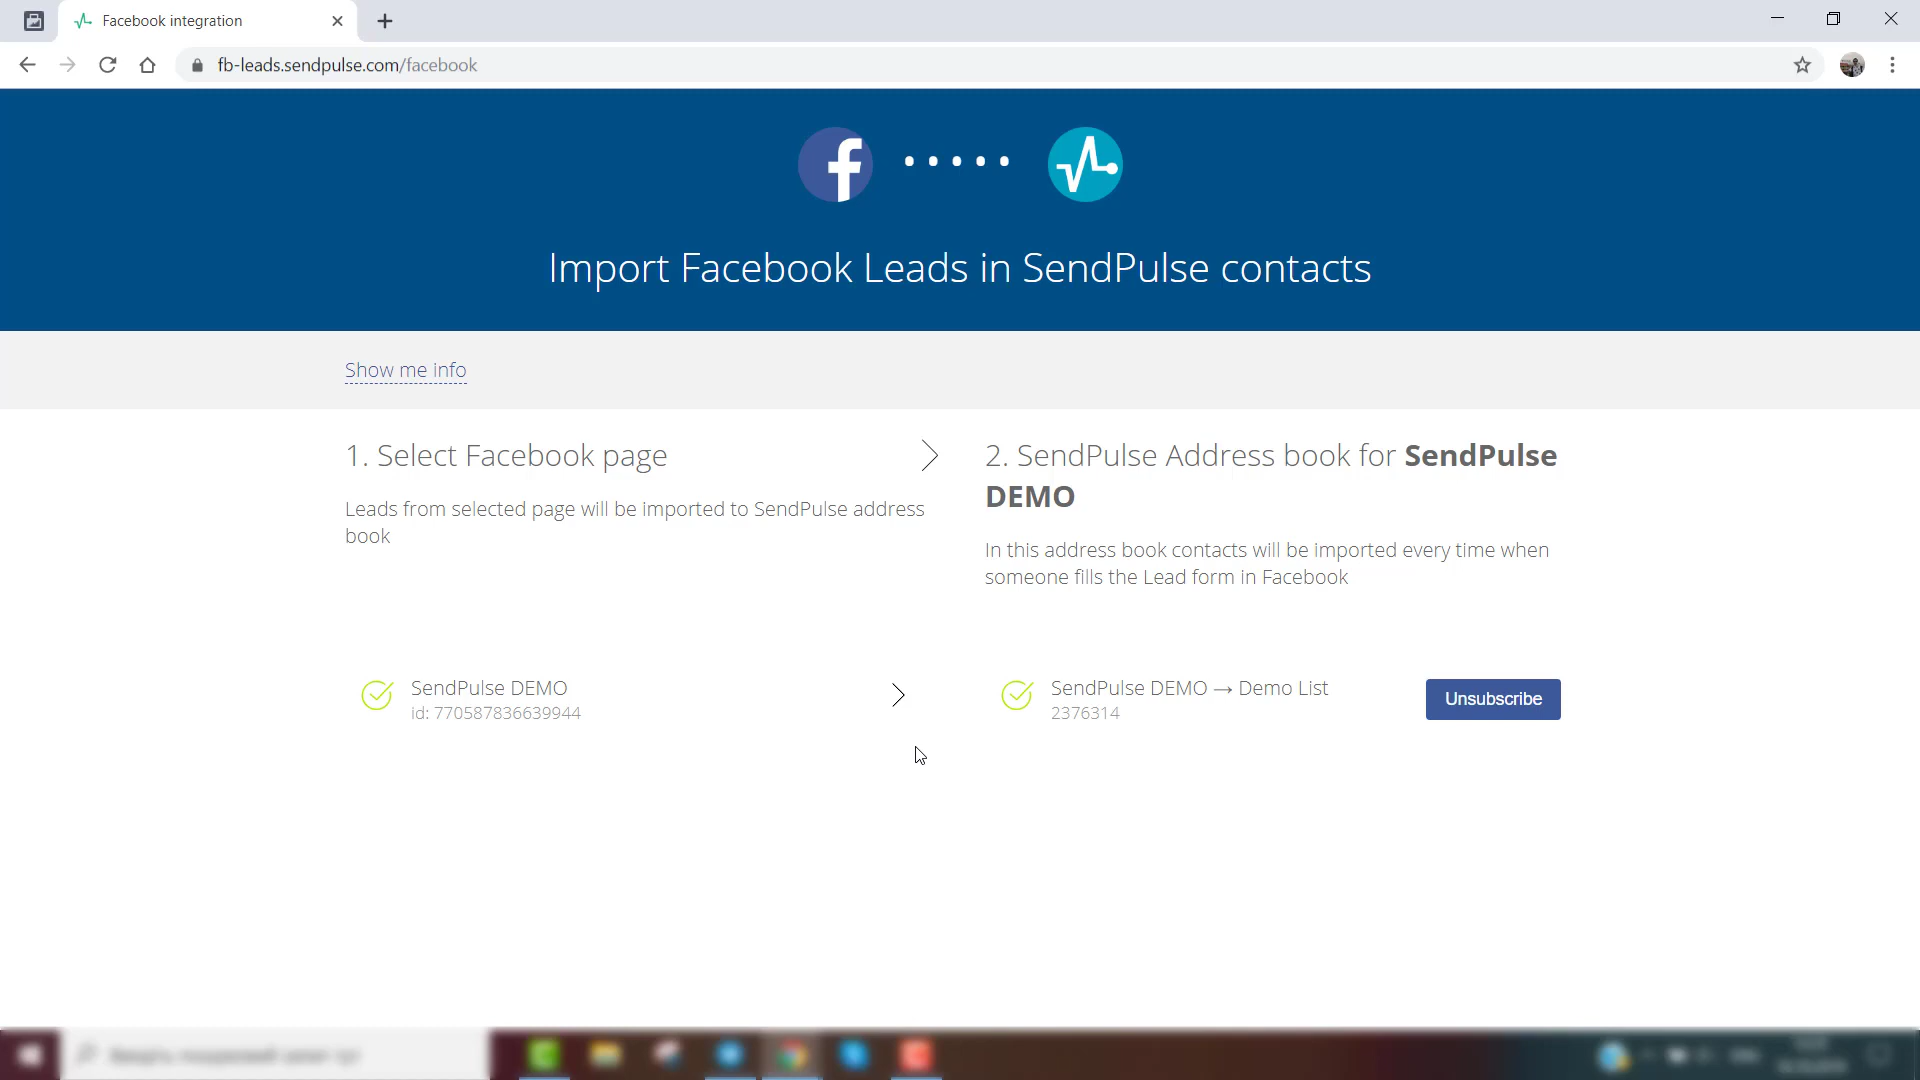 Facebook integration
fb-leads.sendpulse.com/facebook
Import Facebook Leads in SendPulse contacts
Show me info
1. Select Facebook page
Leads from selected page will be imported to SendPulse address
book
2. SendPulse Address book for SendPulse
DEMO
In this address book contacts will be imported every time when
someone fills the Lead form in Facebook
SendPulse DEMO
id: 770587836639944
SendPulse DEMO → Demo List
2376314
Unsubscribe